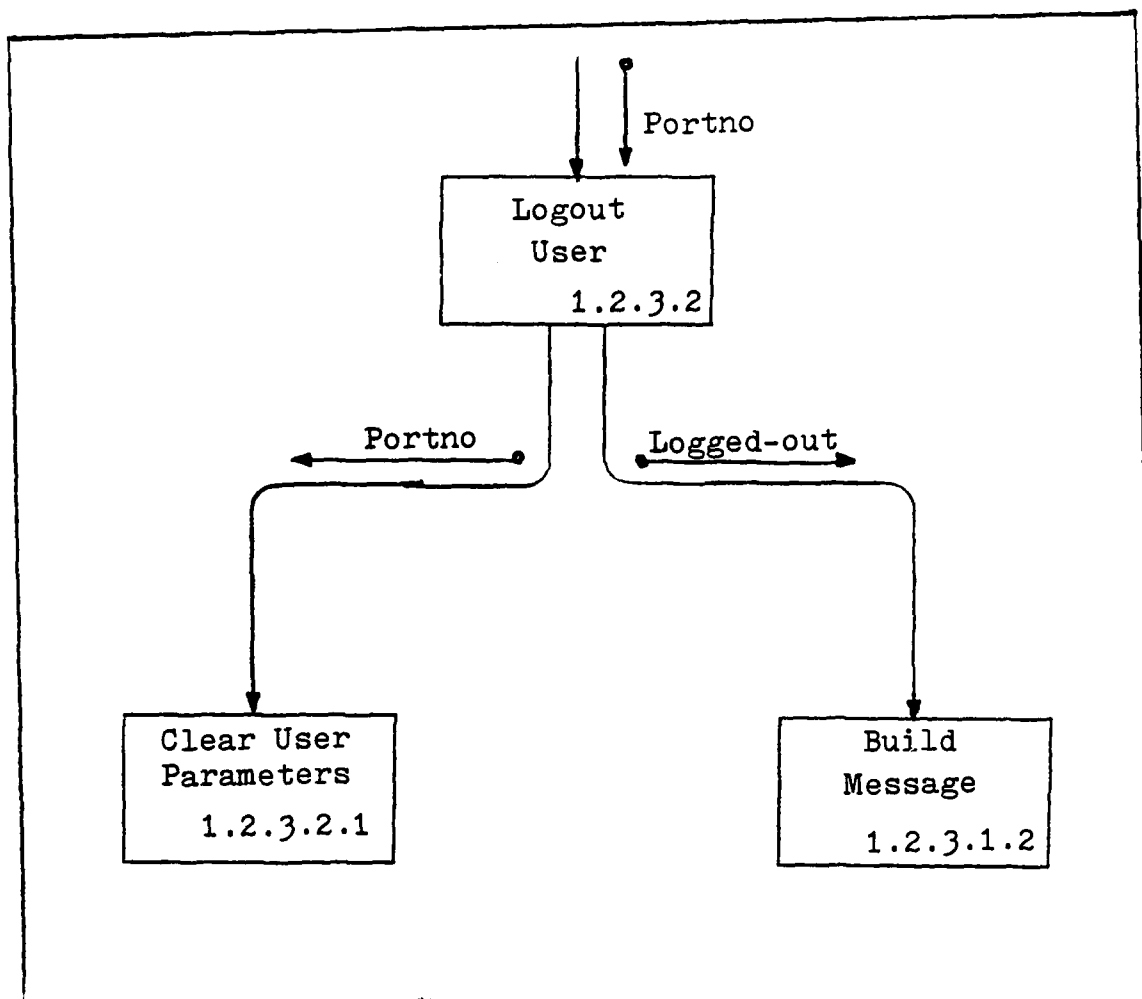 Portno
Logout
User
1.2.3.2
Portno
Logged-out
Clear User
Parameters
1.2.3.2.1
Build
Message
1.2.3.1.2